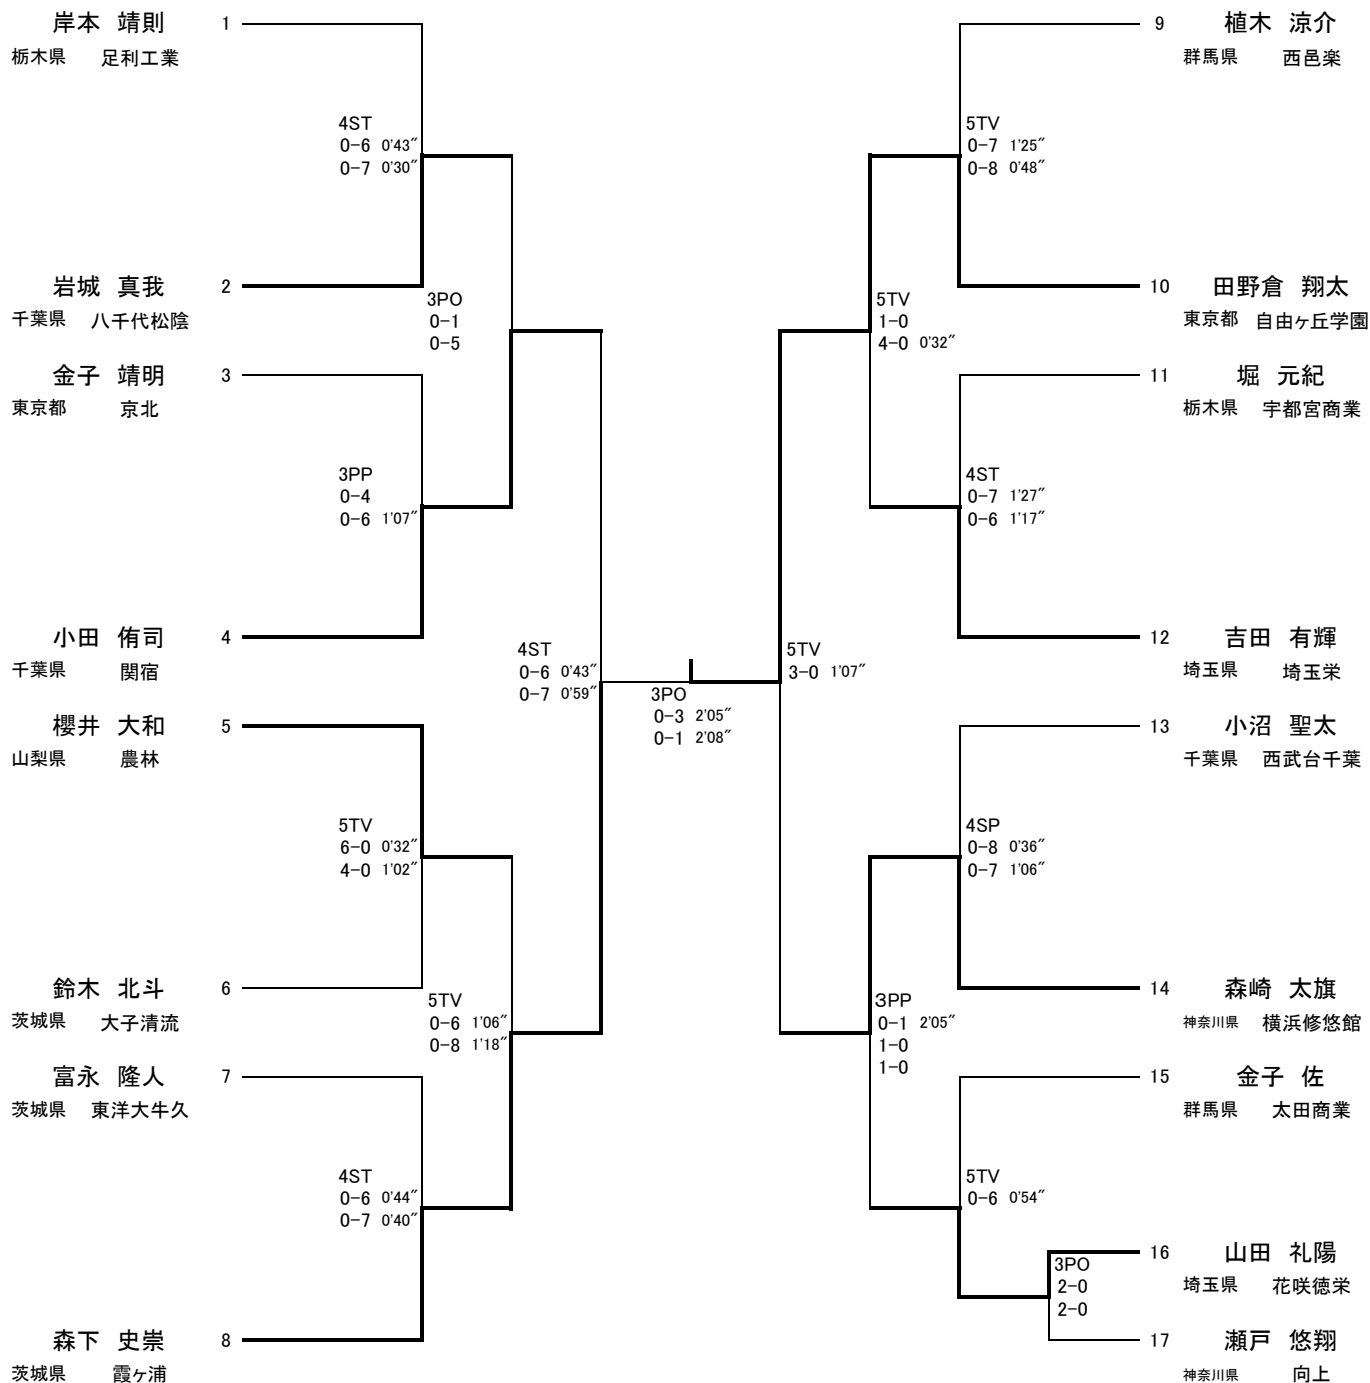 岸本 靖則 1
栃木県 足利工業
4ST
0-6 0'43"
0-7 0'30"
岩城 真我 2
千葉県 八千代松陰
3PO
0-1
0-5
金子 靖明 3
東京都 京北
3PP
0-4
0-6 1'07"
小田 侑司 4
千葉県 関宿
4ST
0-6 0'43"
0-7 0'59"
櫻井 大和 5
山梨県 農林
5TV
6-0 0'32"
4-0 1'02"
鈴木 北斗 6
茨城県 大子清流
5TV
0-6 1'06"
0-8 1'18"
富永 隆人 7
茨城県 東洋大牛久
4ST
0-6 0'44"
0-7 0'40"
森下 史崇 8
茨城県 霞ヶ浦
3PO
0-3 2'05"
0-1 2'08"
9 植木 涼介
群馬県 西邑楽
5TV
0-7 1'25"
0-8 0'48"
10 田野倉 翔太
東京都 自由ヶ丘学園
5TV
1-0
4-0 0'32"
11 堀 元紀
栃木県 宇都宮商業
4ST
0-7 1'27"
0-6 1'17"
12 吉田 有輝
埼玉県 埼玉栄
5TV
3-0 1'07"
13 小沼 聖太
千葉県 西武台千葉
4SP
0-8 0'36"
0-7 1'06"
14 森崎 太旗
神奈川県 横浜修悠館
3PP
0-1 2'05"
1-0
1-0
15 金子 佐
群馬県 太田商業
5TV
0-6 0'54"
16 山田 礼陽
埼玉県 花咲徳栄
3PO
2-0
2-0
17 瀬戸 悠翔
神奈川県 向上